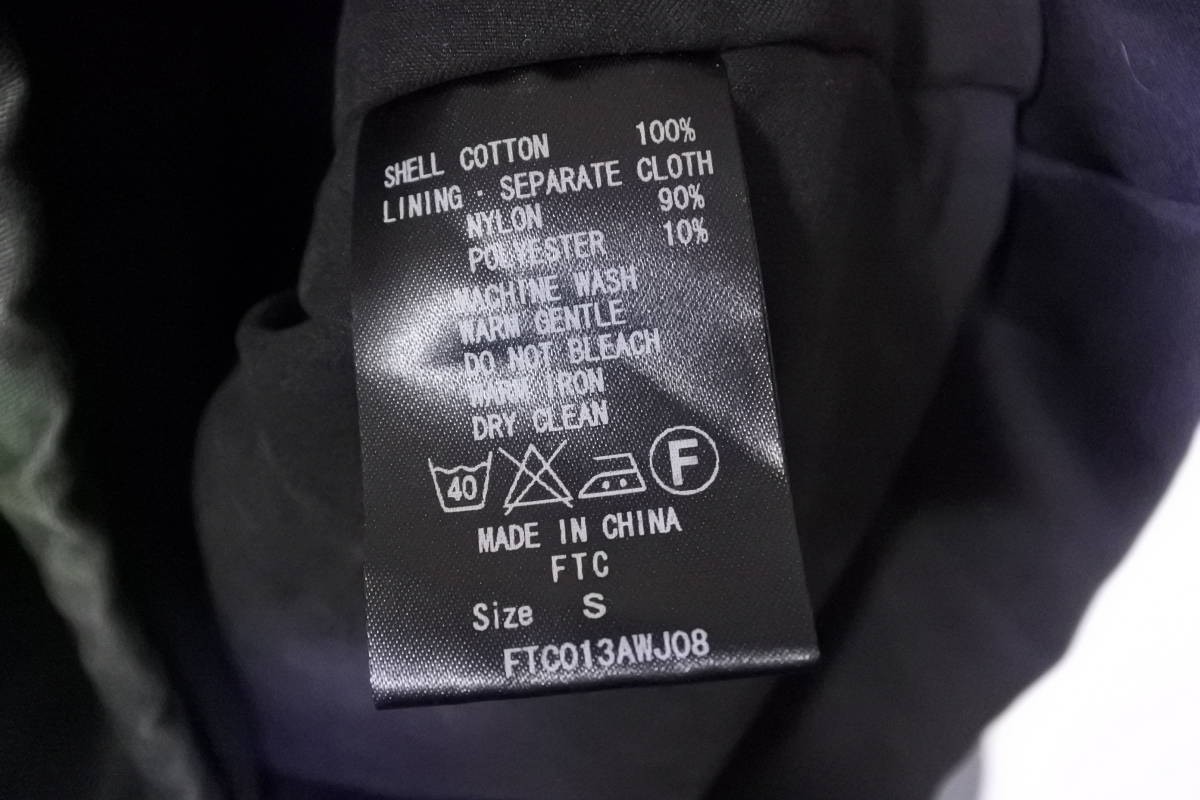 SHELL COTTON 100%
LINING · SEPARATE CLOTH
NYLON 90%
POLYESTER 10%
MACHINE WASH
WARM GENTLE
DO NOT BLEACH
WARM IRON
DRY CLEAN
40 F
MADE IN CHINA
FTC
Size S
FTC013AWJ08